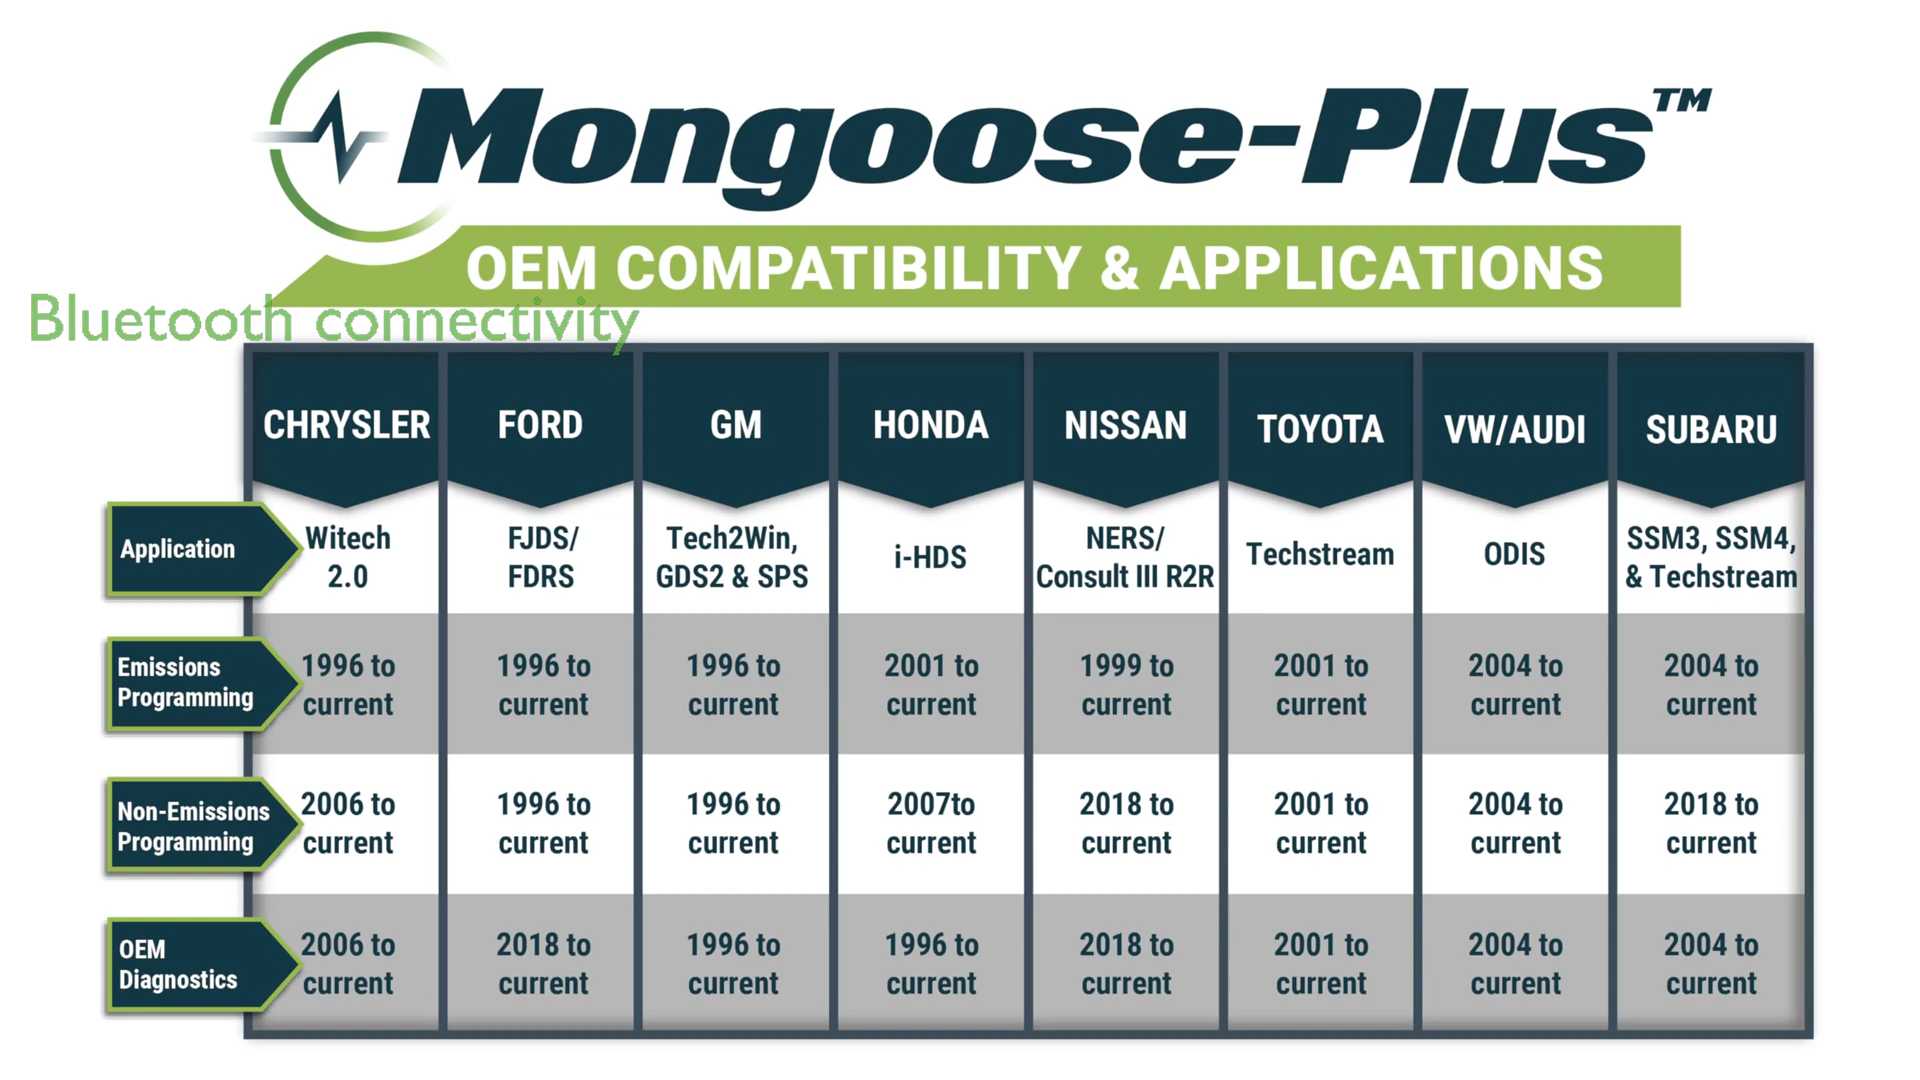 Mongoose-Plus™
OEM COMPATIBILITY & APPLICATIONS
Bluetooth connectivity
CHRYSLER FORD GM HONDA NISSAN TOYOTA VW/AUDI SUBARU
Application
Witech
2.0
FJDS/
FDRS
Tech2Win,
GDS2 & SPS
i-HDS
NERS/
Consult III R2R
Techstream
ODIS
SSM3, SSM4,
& Techstream
Emissions
Programming
1996 to
current
1996 to
current
1996 to
current
2001 to
current
1999 to
current
2001 to
current
2004 to
current
2004 to
current
Non-Emissions
Programming
2006 to
current
1996 to
current
1996 to
current
2007to
current
2018 to
current
2001 to
current
2004 to
current
2018 to
current
OEM
Diagnostics
2006 to
current
2018 to
current
1996 to
current
1996 to
current
2018 to
current
2001 to
current
2004 to
current
2004 to
current